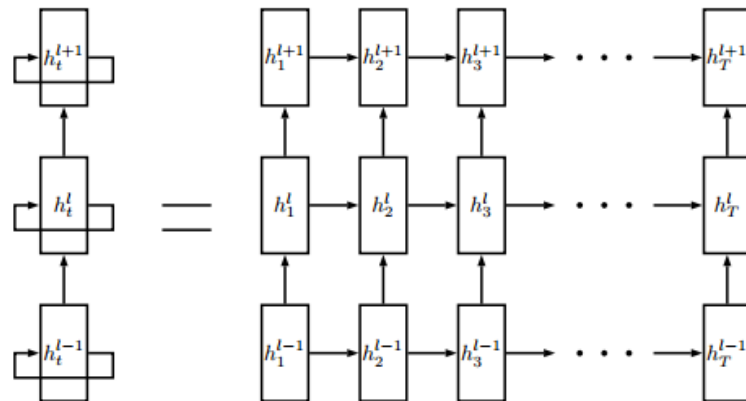 h_t^{l+1} h_1^{l+1} h_2^{l+1} h_3^{l+1} · · · h_T^{l+1}
h_t^l = h_1^l h_2^l h_3^l · · · h_T^l
h_t^{l-1} h_1^{l-1} h_2^{l-1} h_3^{l-1} · · · h_T^{l-1}